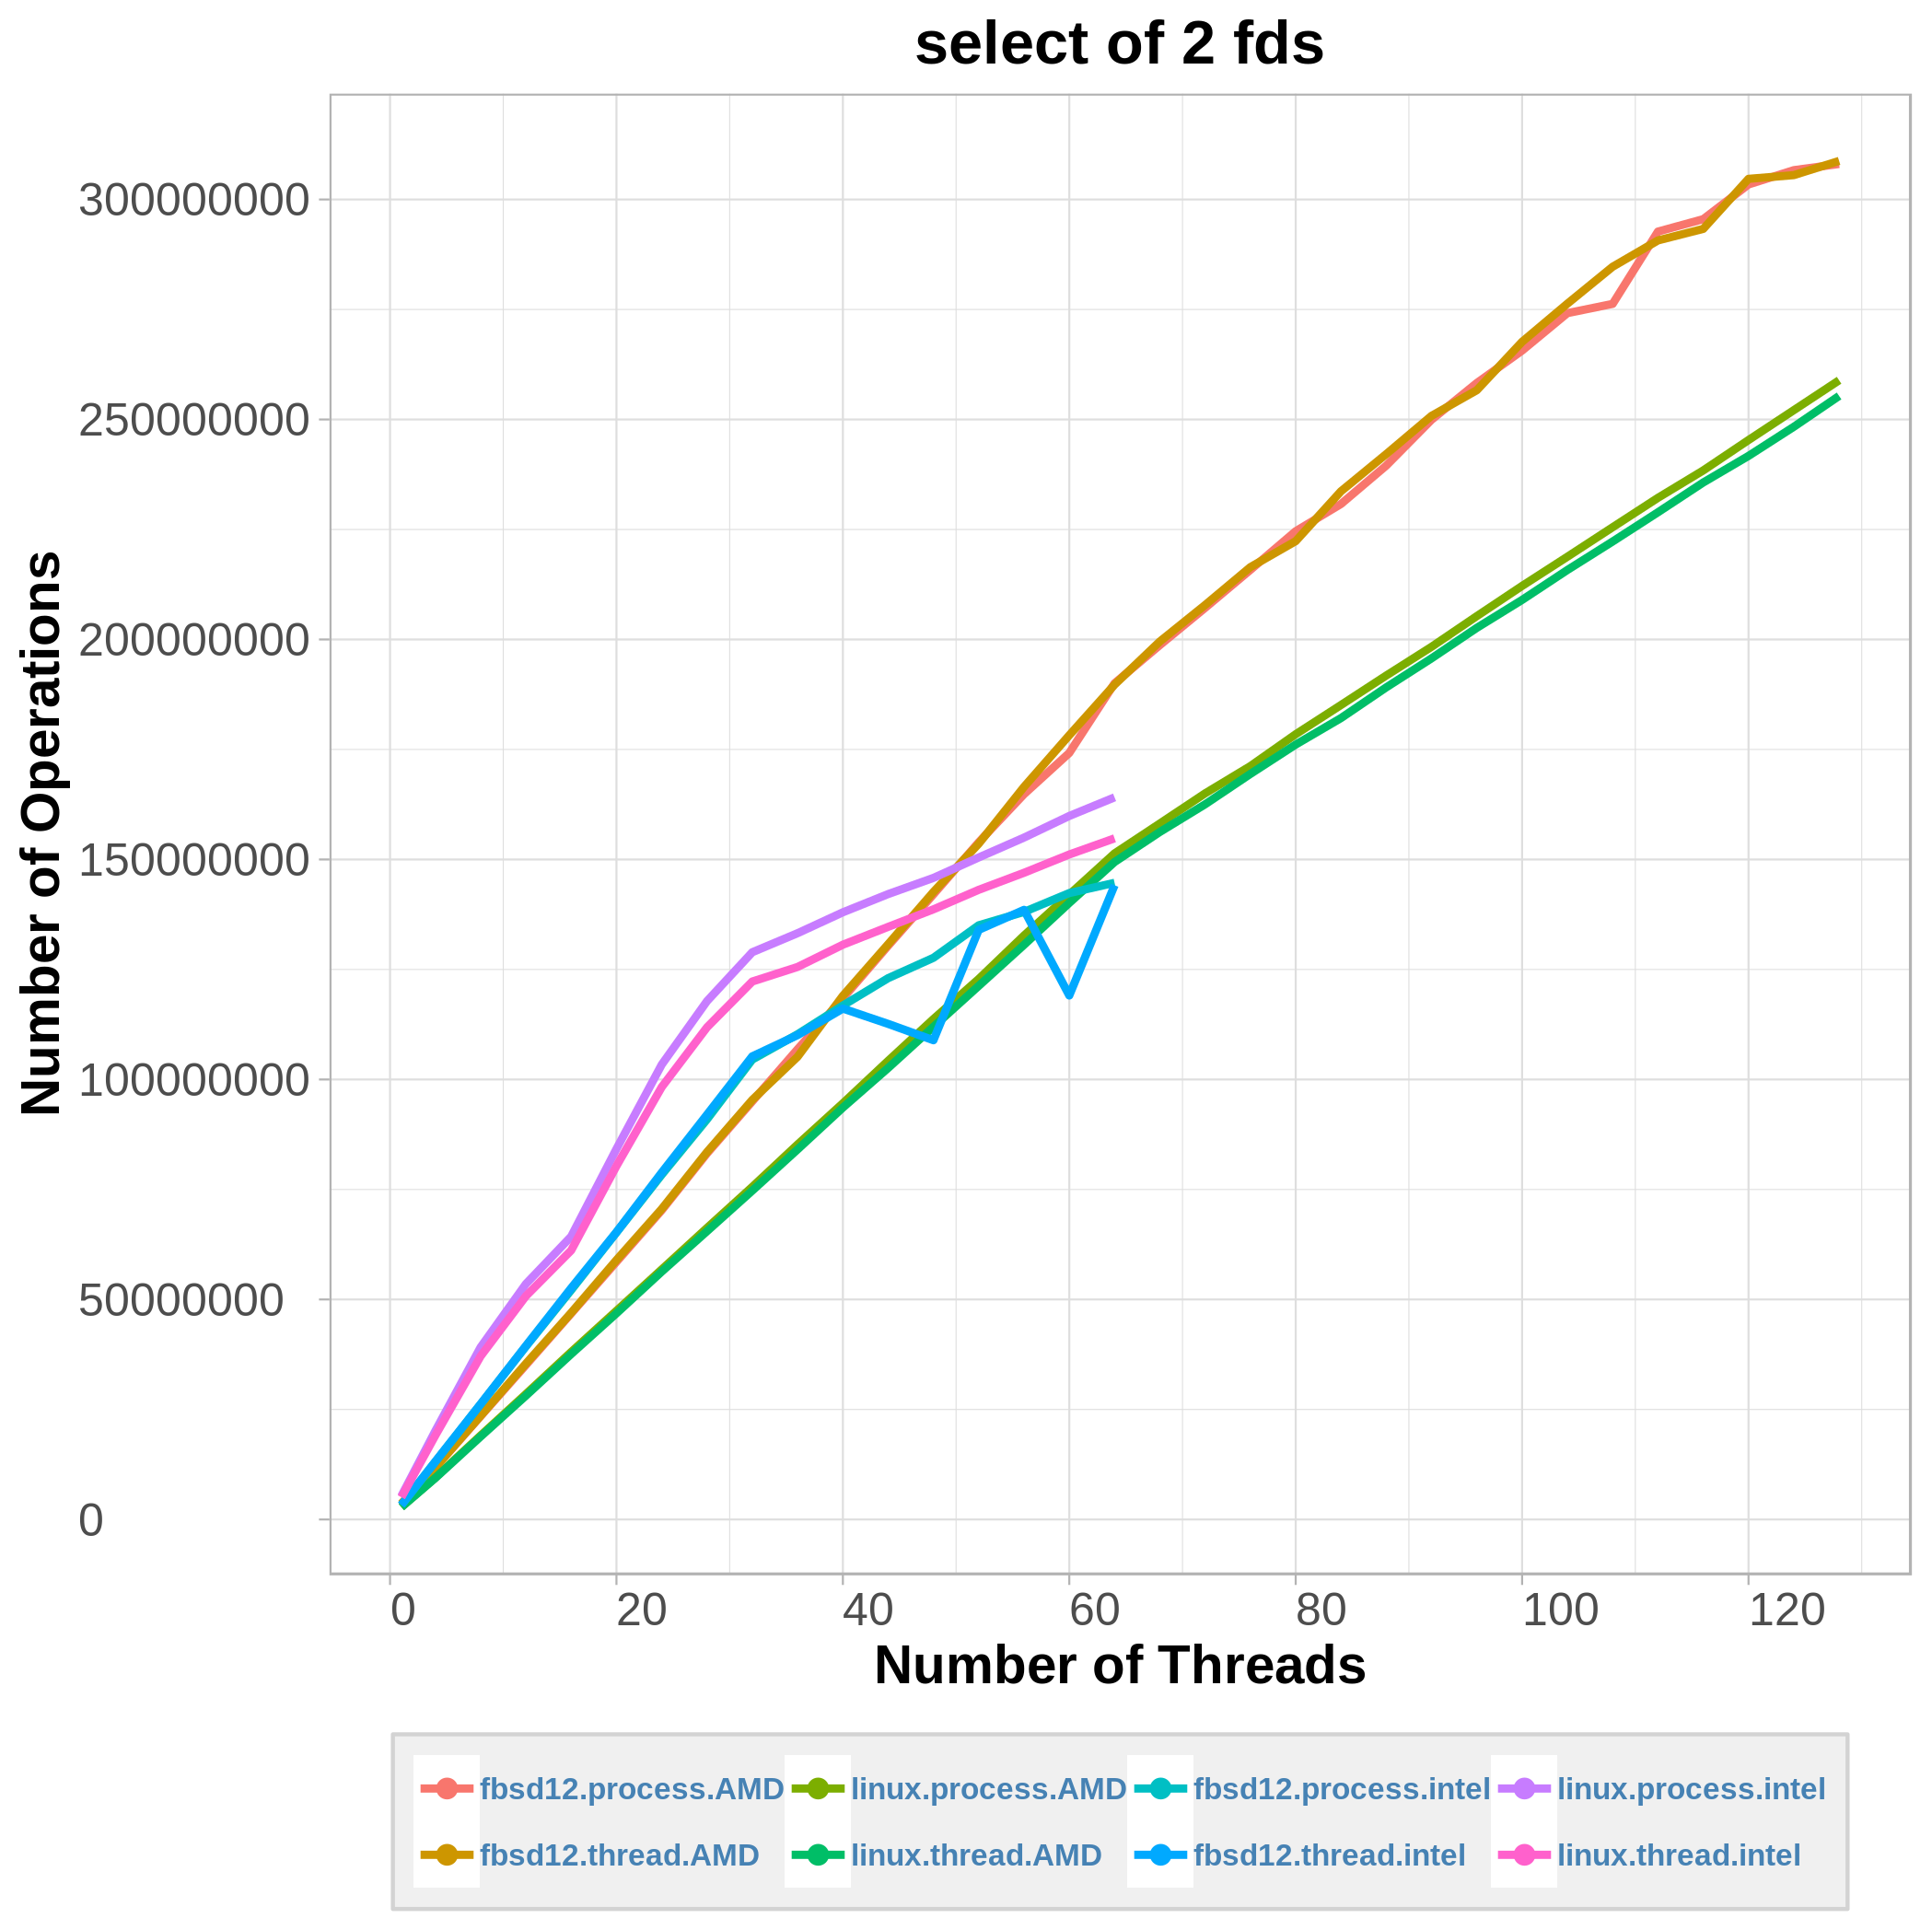 select of 2 fds
Number of Operations
300000000
250000000
200000000
150000000
100000000
50000000
0
0 20 40 60 80 100 120
Number of Threads
fbsd12.process.AMD linux.process.AMD fbsd12.process.intel linux.process.intel
fbsd12.thread.AMD linux.thread.AMD fbsd12.thread.intel linux.thread.intel